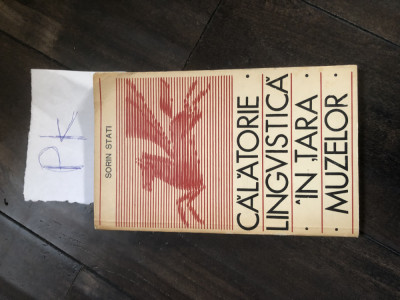 PK
SORIN STATI
CĂLĂTORIE
LINGVISTICĂ
ÎN ȚARA
MUZELOR